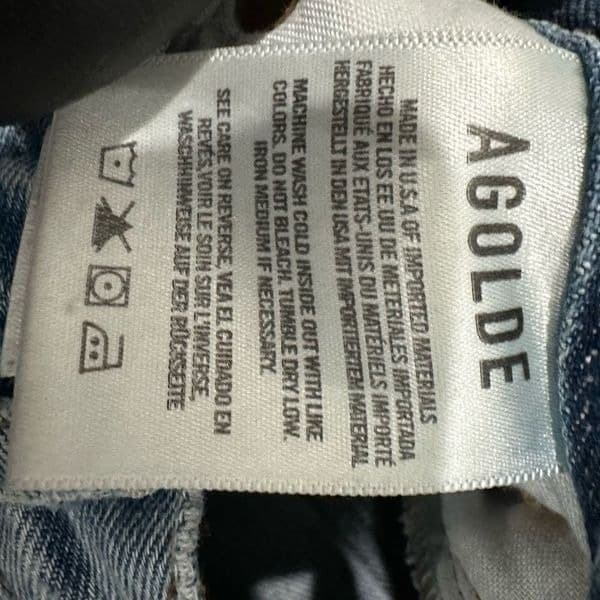 AGOLDE
MADE IN U.S.A OF IMPORTED MATERIALS
HECHO EN LOS EE UU DE METERIALES IMPORTADA
FABRIQUÉ AUX ETATS-UNIS DU MATÉRIELS IMPORTÉ
HERGESTELLT IN DEN USA MIT IMPORTIERTEM MATERIAL
MACHINE WASH COLD INSIDE OUT WITH LIKE
COLORS. DO NOT BLEACH. TUMBLE DRY LOW.
IRON MEDIUM IF NECESSARY.
SEE CARE ON REVERSE, VEA EL CUIDADO EN
REVÉS, VOIR LE SOIN SUR L'INVERSE,
WASCHHINWEISE AUF DER RÜCKSEITE